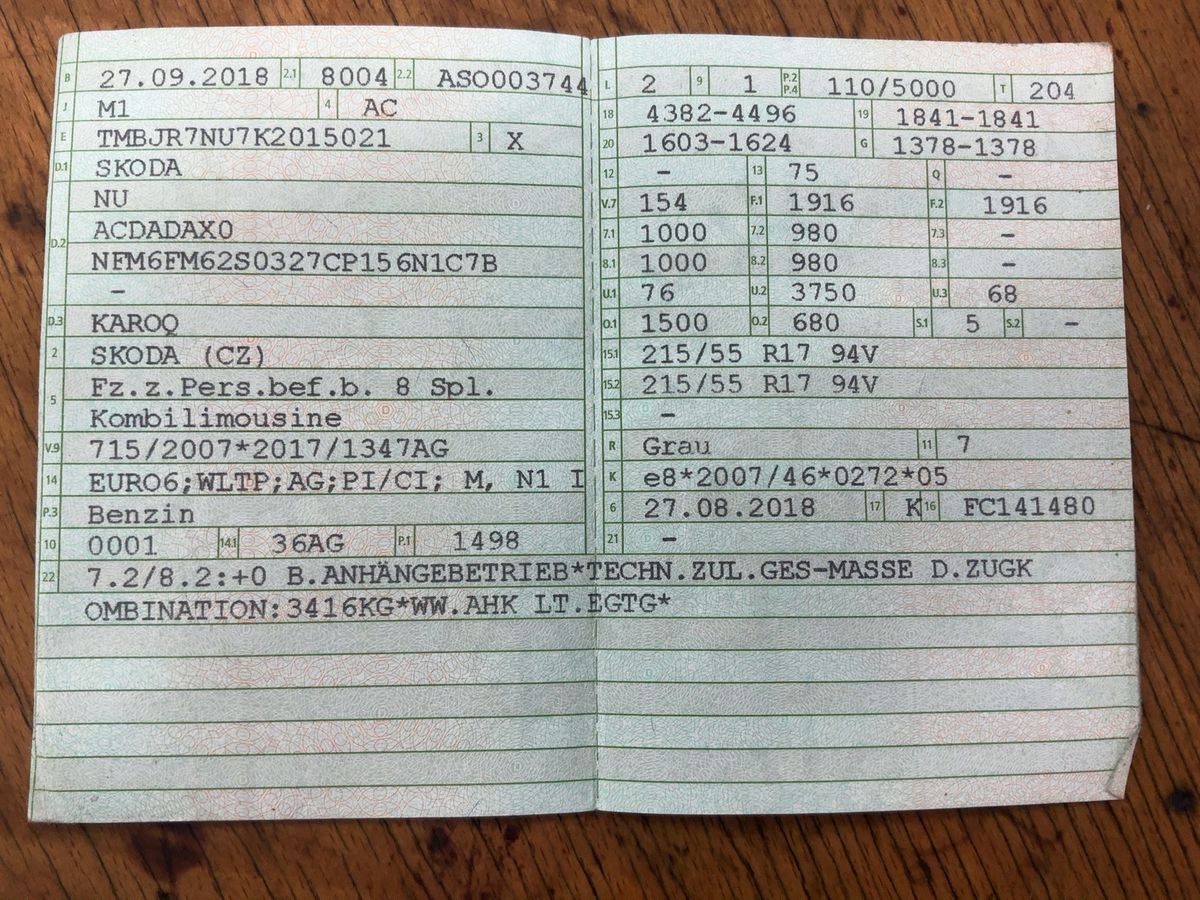 B 27.09.2018 2.1 8004 2.2 ASO003744
J M1 4 AC
E TMBJR7NU7K2015021 3 X
D.1 SKODA
NU
D.2 ACDADAX0
NFM6FM62S0327CP156N1C7B
–
D.3 KAROQ
2 SKODA (CZ)
5 Fz.z.Pers.bef.b. 8 Spl.
Kombilimousine
V.9 715/2007*2017/1347AG
14 EURO6;WLTP;AG;PI/CI; M, N1 I
P.3 Benzin
10 0001 14.1 36AG P.1 1498
L 2 9 1 P.2 P.4 110/5000 T 204
18 4382-4496 19 1841-1841
20 1603-1624 G 1378-1378
12 – 13 75 Q –
V.7 154 F.1 1916 F.2 1916
7.1 1000 7.2 980 7.3 –
8.1 1000 8.2 980 8.3 –
U.1 76 U.2 3750 U.3 68
O.1 1500 O.2 680 S.1 5 S.2 –
15.1 215/55 R17 94V
15.2 215/55 R17 94V
15.3 –
R Grau 11 7
K e8*2007/46*0272*05
6 27.08.2018 17 K 16 FC141480
21 –
22 7.2/8.2:+0 B.ANHÄNGEBETRIEB*TECHN.ZUL.GES-MASSE D.ZUGK
OMBINATION:3416KG*WW.AHK LT.EGTG*